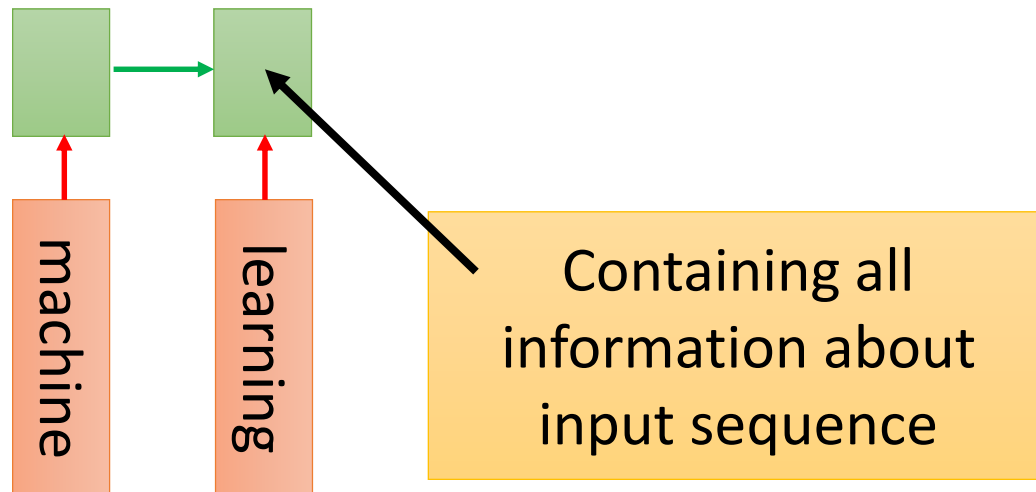 machine
learning
Containing all
information about
input sequence